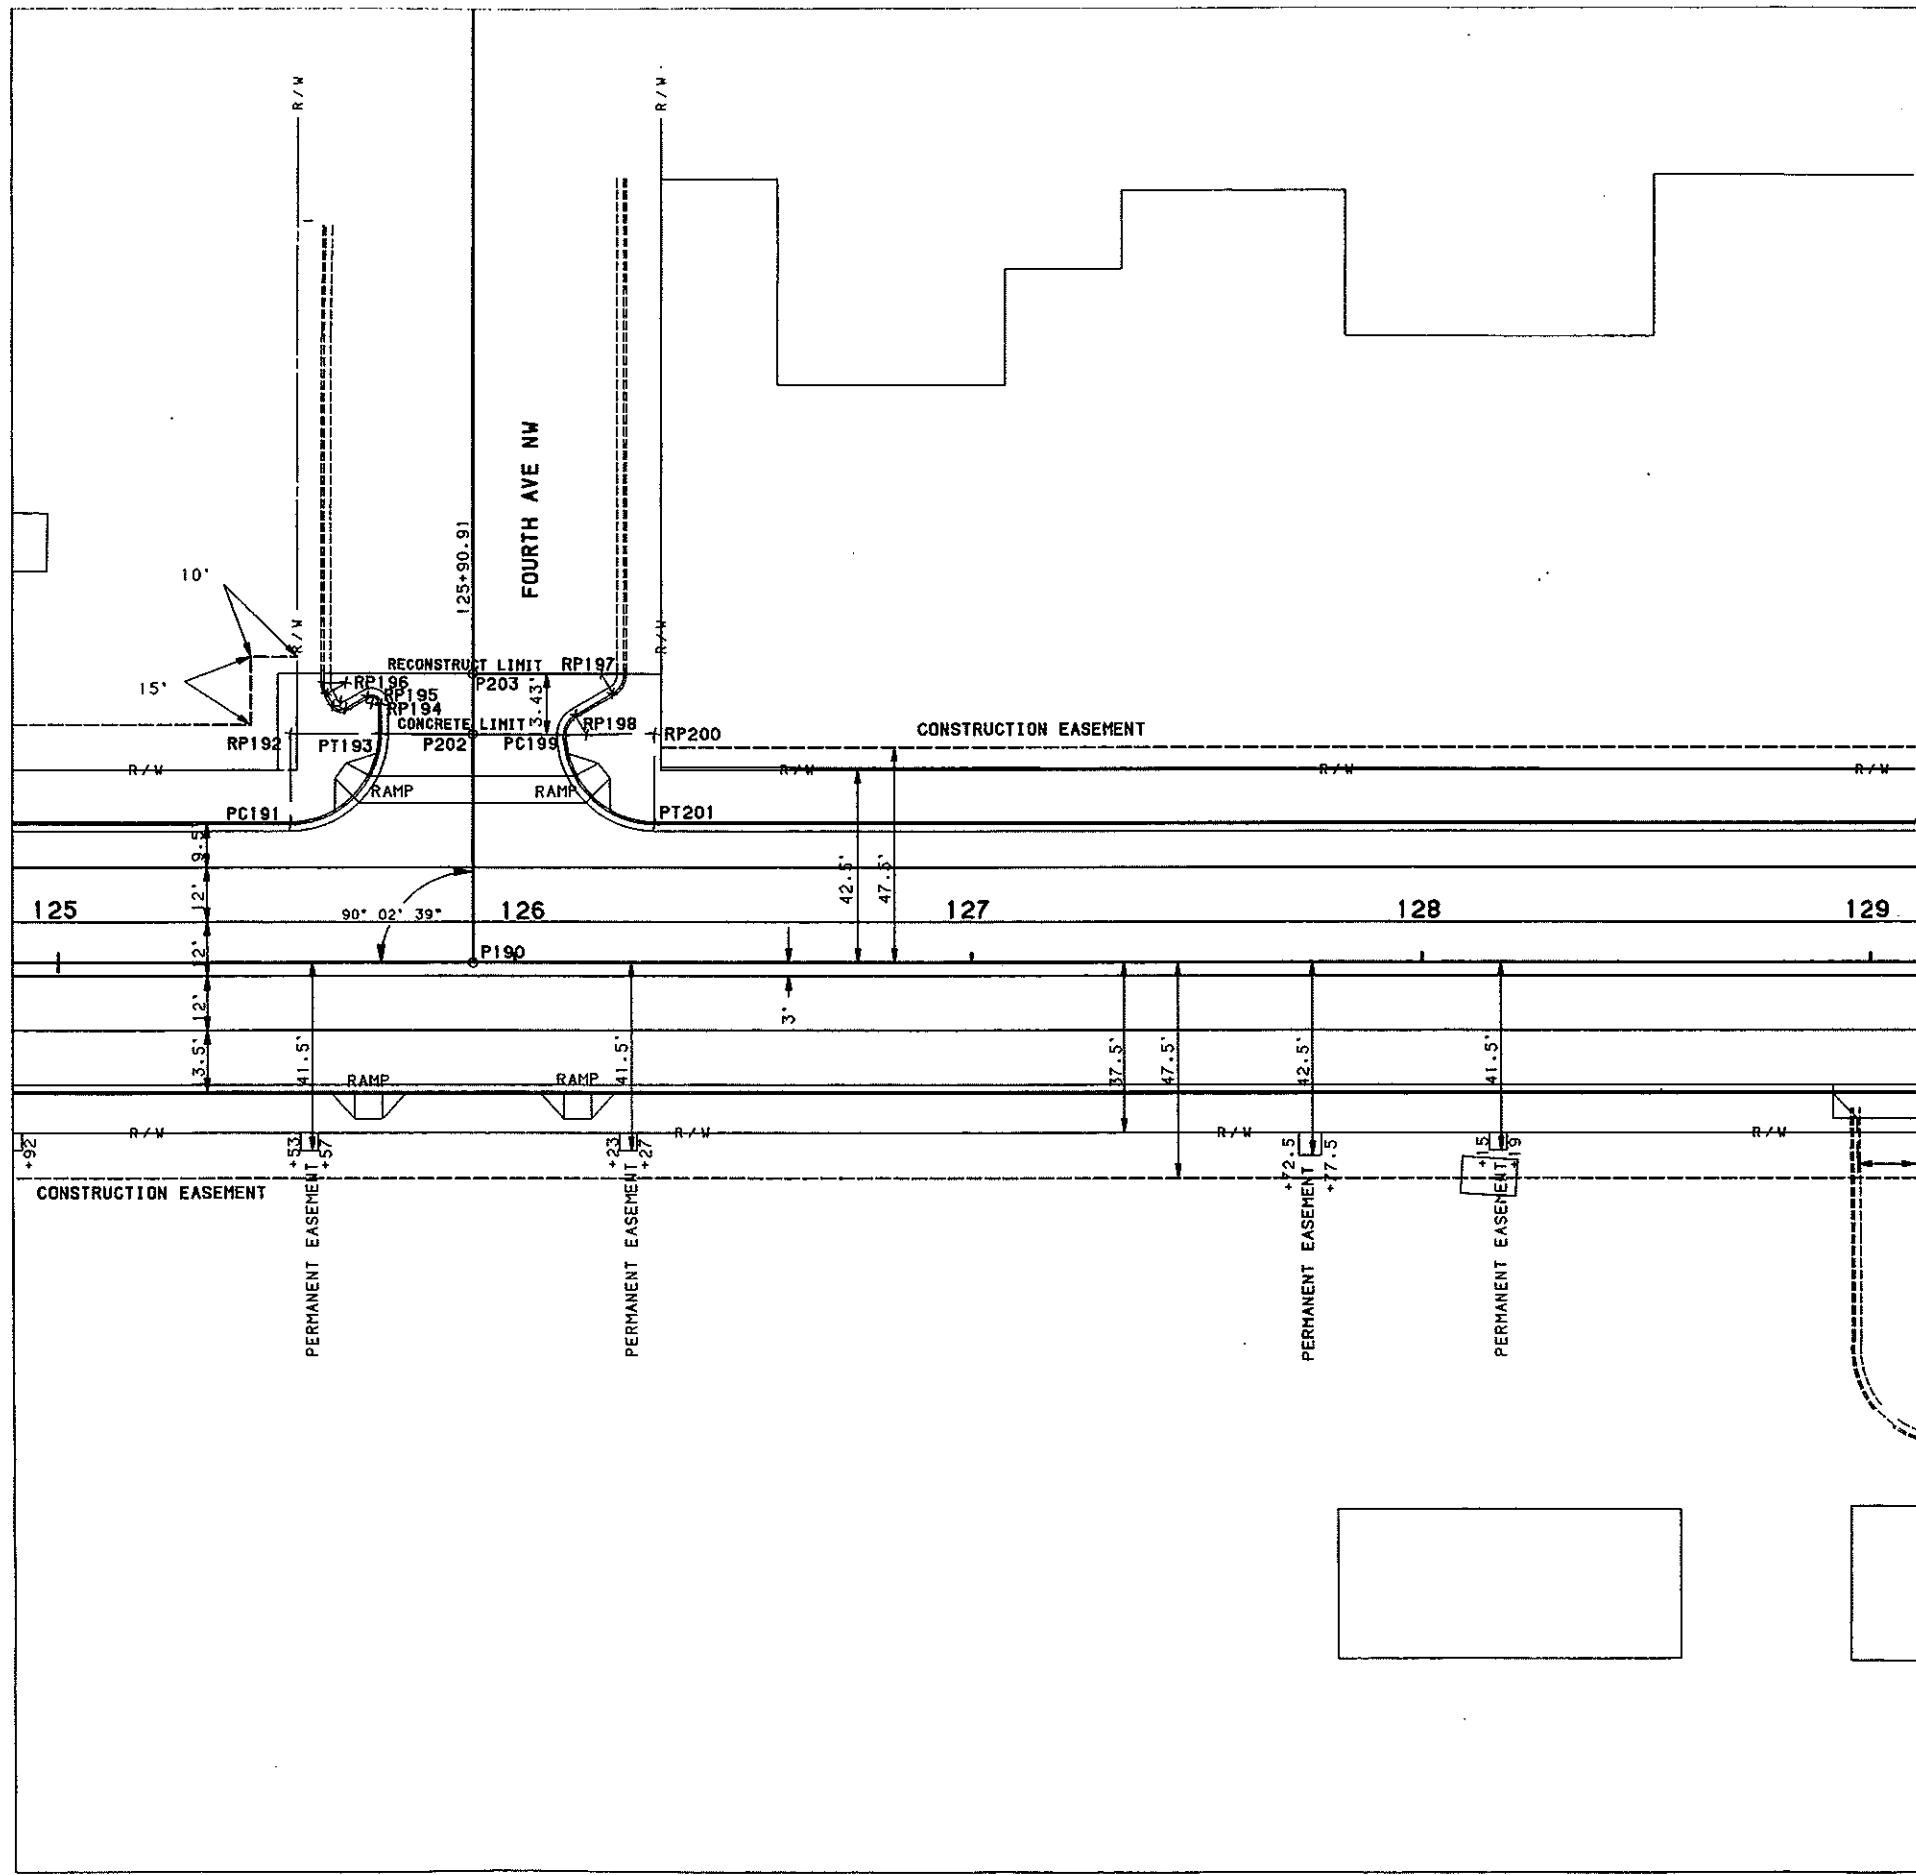 R/W
R/W
FOURTH AVE NW
125+90.91
10'
15'
R/W
R/W
RECONSTRUCT LIMIT
RP197
RP196
P203
RP195
RP194
3.43'
CONCRETE LIMIT
RP198
RP192
PT193
P202
PC199
RP200
CONSTRUCTION EASEMENT
R/W
R/W
R/W
R/W
RAMP
RAMP
PC191
PT201
9.5'
42.5'
47.5'
12'
125
90° 02' 39"
126
127
128
129
12'
P190
12'
3'
3.5'
41.5'
41.5'
37.5'
47.5'
42.5'
41.5'
RAMP
RAMP
R/W
R/W
R/W
R/W
+92
+53
+57
+23
+27
+72.5
+77.5
+15
+19
CONSTRUCTION EASEMENT
PERMANENT EASEMENT
PERMANENT EASEMENT
PERMANENT EASEMENT
PERMANENT EASEMENT